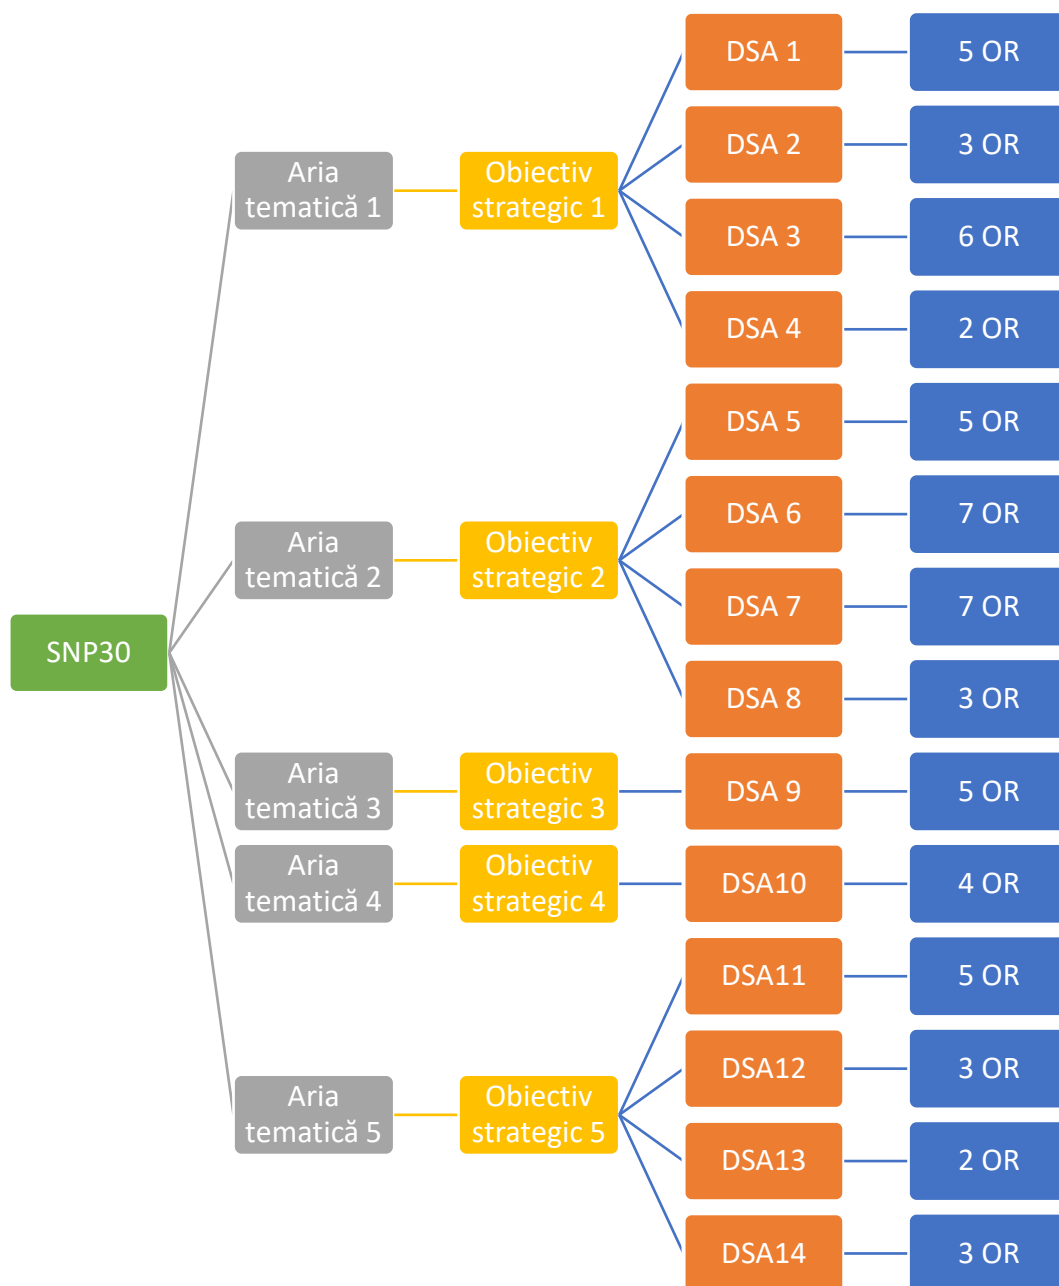 SNP30
Aria
tematică 1
Obiectiv
strategic 1
DSA 1
5 OR
DSA 2
3 OR
DSA 3
6 OR
DSA 4
2 OR
Aria
tematică 2
Obiectiv
strategic 2
DSA 5
5 OR
DSA 6
7 OR
DSA 7
7 OR
DSA 8
3 OR
Aria
tematică 3
Obiectiv
strategic 3
DSA 9
5 OR
Aria
tematică 4
Obiectiv
strategic 4
DSA10
4 OR
Aria
tematică 5
Obiectiv
strategic 5
DSA11
5 OR
DSA12
3 OR
DSA13
2 OR
DSA14
3 OR